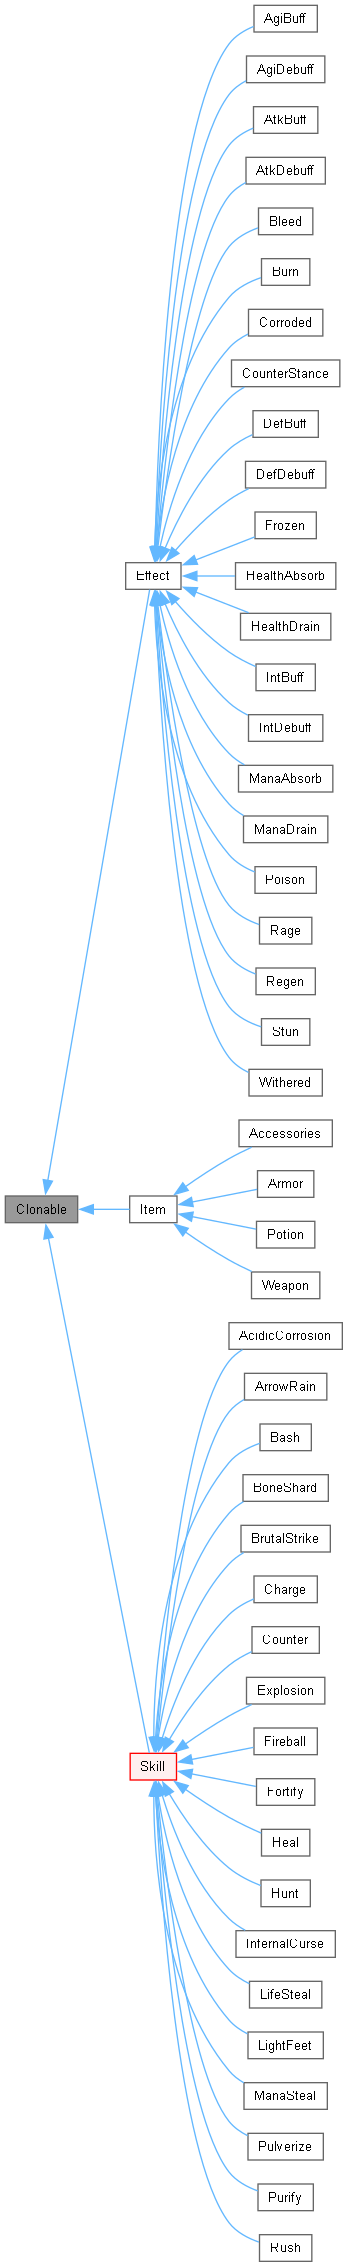 AgiBuff
AgiDebuff
AtkBuff
AtkDebuff
Bleed
Burn
Corroded
CounterStance
DefBuff
DefDebuff
Frozen
Effect
HealthAbsorb
HealthDrain
IntBuff
IntDebuff
ManaAbsorb
ManaDrain
Poison
Rage
Regen
Stun
Withered
Accessories
Armor
Clonable
Item
Potion
Weapon
AcidicCorrosion
ArrowRain
Bash
BoneShard
BrutalStrike
Charge
Counter
Explosion
Fireball
Skill
Fortify
Heal
Hunt
InternalCurse
LifeSteal
LightFeet
ManaSteal
Pulverize
Purify
Rush